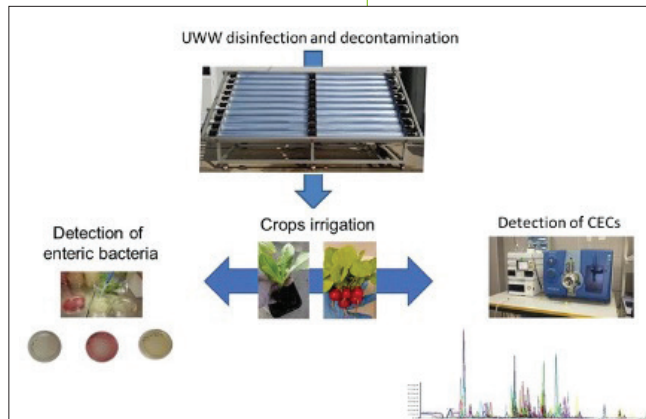 UWW disinfection and decontamination
Crops irrigation
Detection of
enteric bacteria
Detection of CECs